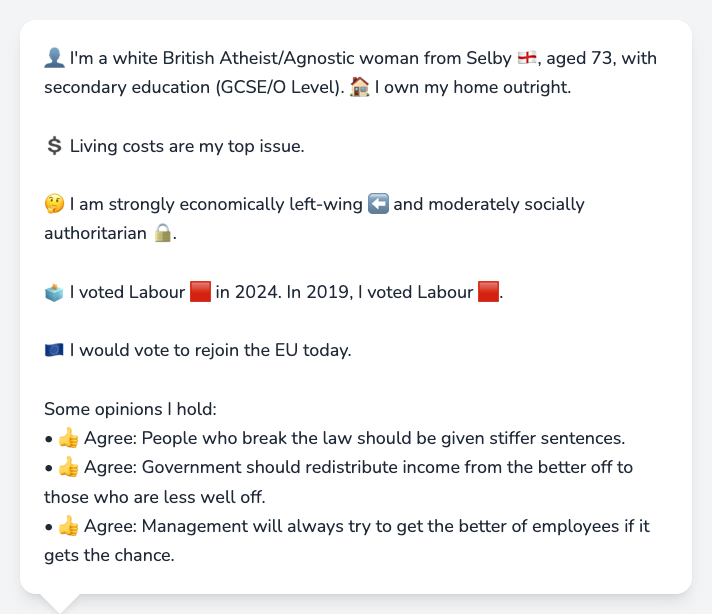 👤 I'm a white British Atheist/Agnostic woman from Selby 🏴󠁧󠁢󠁥󠁮󠁧󠁿, aged 73, with
secondary education (GCSE/O Level). 🏠 I own my home outright.
💲 Living costs are my top issue.
🤔 I am strongly economically left-wing ⬅️ and moderately socially
authoritarian 🔒.
🗳️ I voted Labour 🟥 in 2024. In 2019, I voted Labour 🟥.
🇪🇺 I would vote to rejoin the EU today.
Some opinions I hold:
• 👍 Agree: People who break the law should be given stiffer sentences.
• 👍 Agree: Government should redistribute income from the better off to
those who are less well off.
• 👍 Agree: Management will always try to get the better of employees if it
gets the chance.